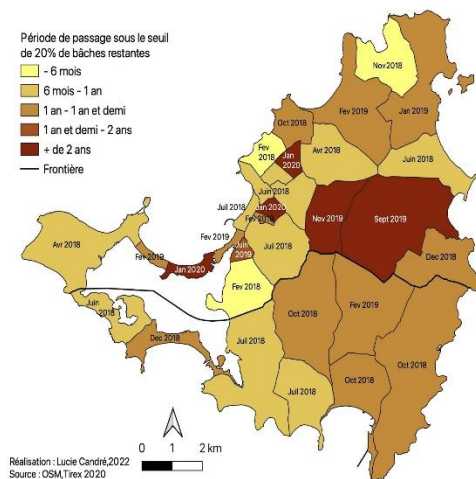 Période de passage sous le seuil
de 20% de bâches restantes
- 6 mois
6 mois - 1 an
1 an - 1 an et demi
1 an et demi - 2 ans
+ de 2 ans
Frontière
Nov 2018
Fev 2019
Jan 2019
Oct 2018
Fev
2018
Jan
2020
Avr 2018
Juin 2018
Juin 2018
Juil 2018
Jan 2020
Fev 2019
Fev 2019
Nov 2019
Sept 2019
Juin
2019
Juil 2018
Dec 2018
Avr 2018
Fev 2019
Jan 2020
Fev 2018
Juin
2018
Dec 2018
Juil 2018
Oct 2018
Fev 2019
Oct 2018
Juil 2018
Oct 2018
Réalisation : Lucie Candré,2022
Source : OSM,Tirex 2020
0 1 2 km